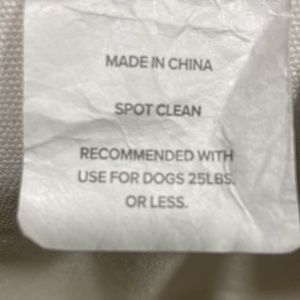 MADE IN CHINA
SPOT CLEAN
RECOMMENDED WITH
USE FOR DOGS 25LBS.
OR LESS.